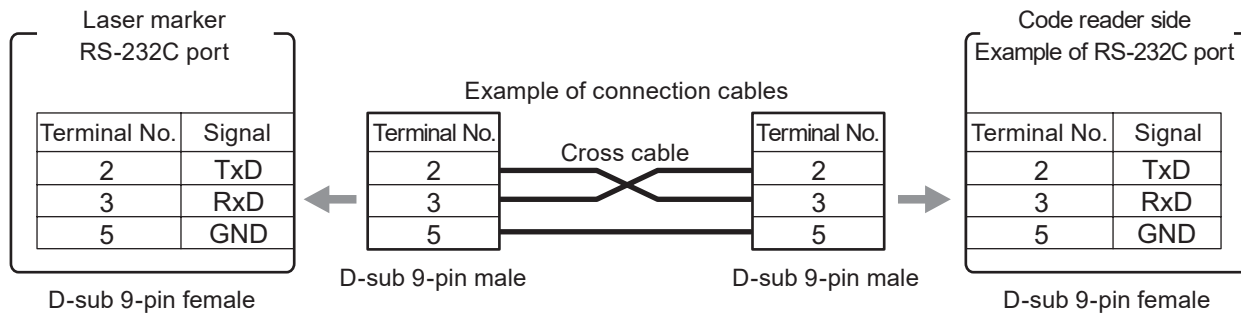 Laser marker
RS-232C port
Terminal No. Signal
2 TxD
3 RxD
5 GND
D-sub 9-pin female
Example of connection cables
Terminal No.
2
3
5
D-sub 9-pin male
Cross cable
Terminal No.
2
3
5
D-sub 9-pin male
Code reader side
Example of RS-232C port
Terminal No. Signal
2 TxD
3 RxD
5 GND
D-sub 9-pin female